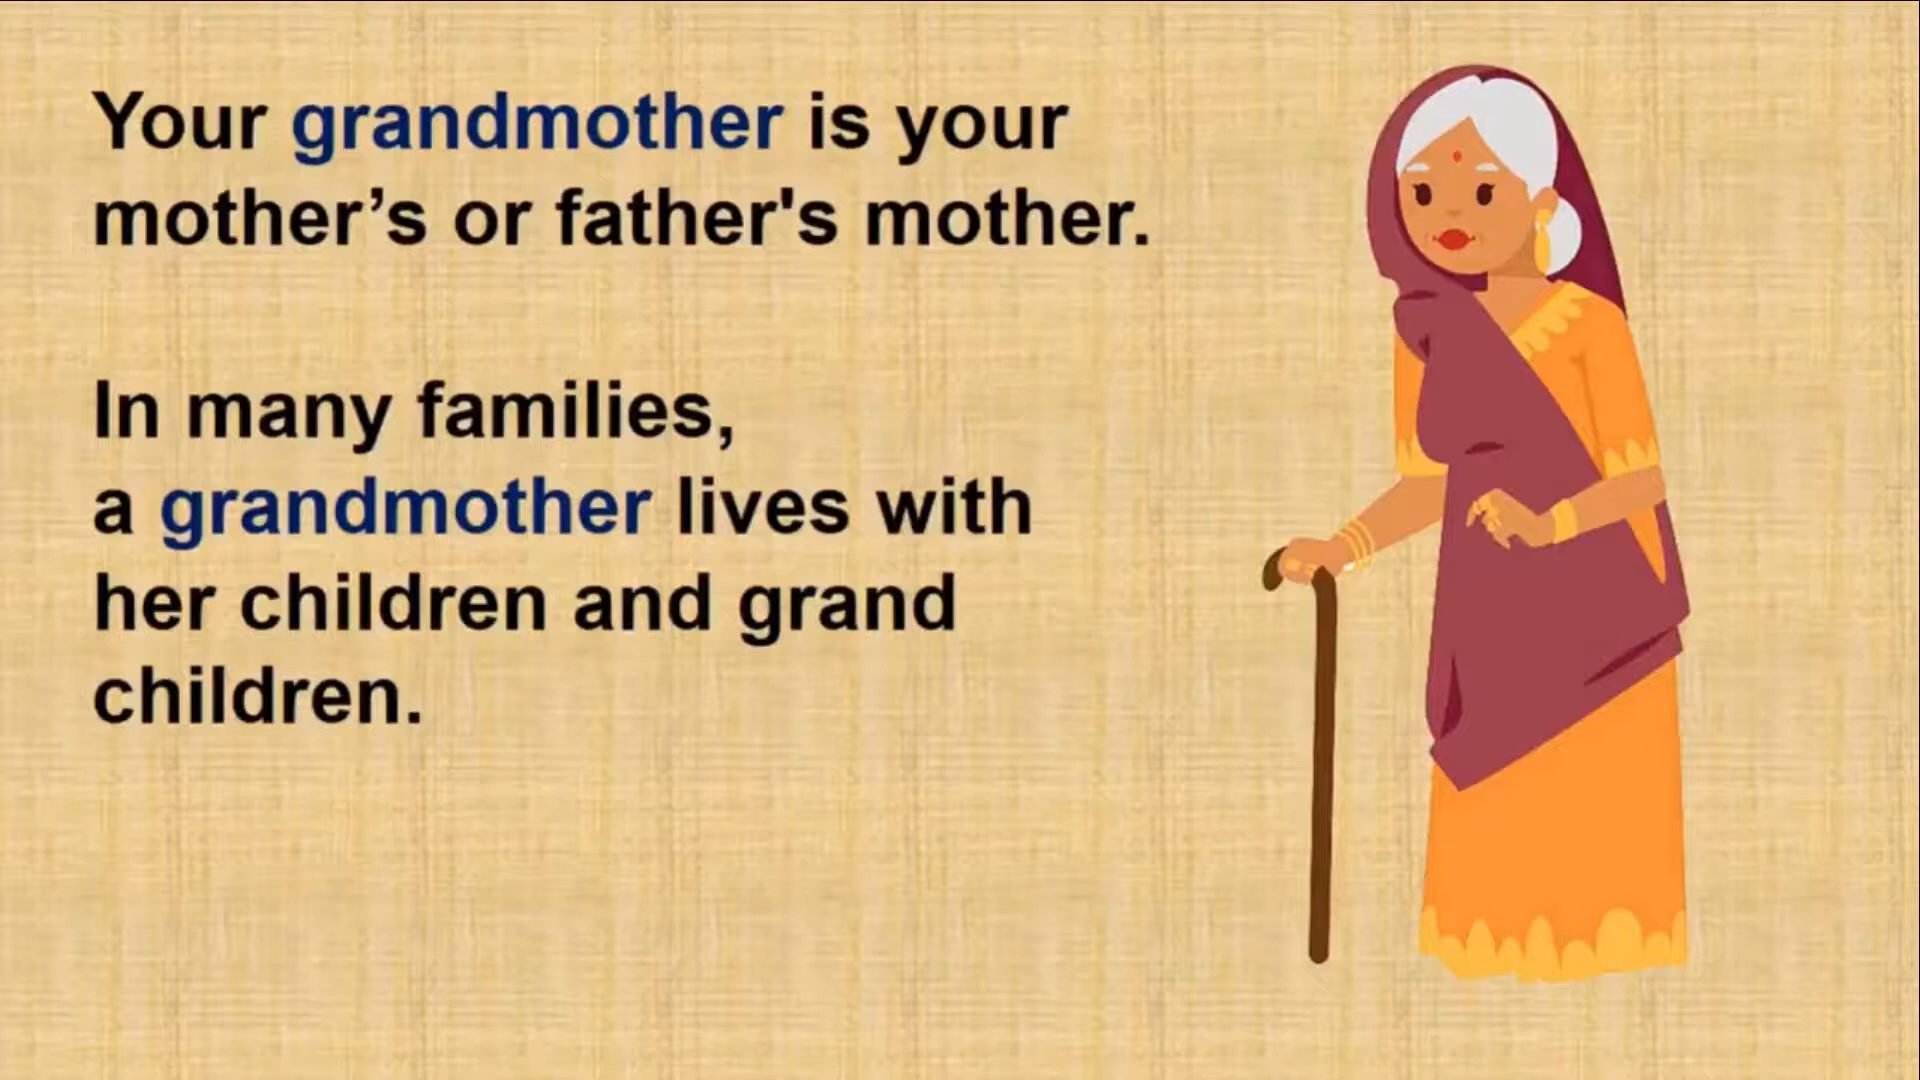 Your grandmother is your
mother’s or father's mother.
In many families,
a grandmother lives with
her children and grand
children.